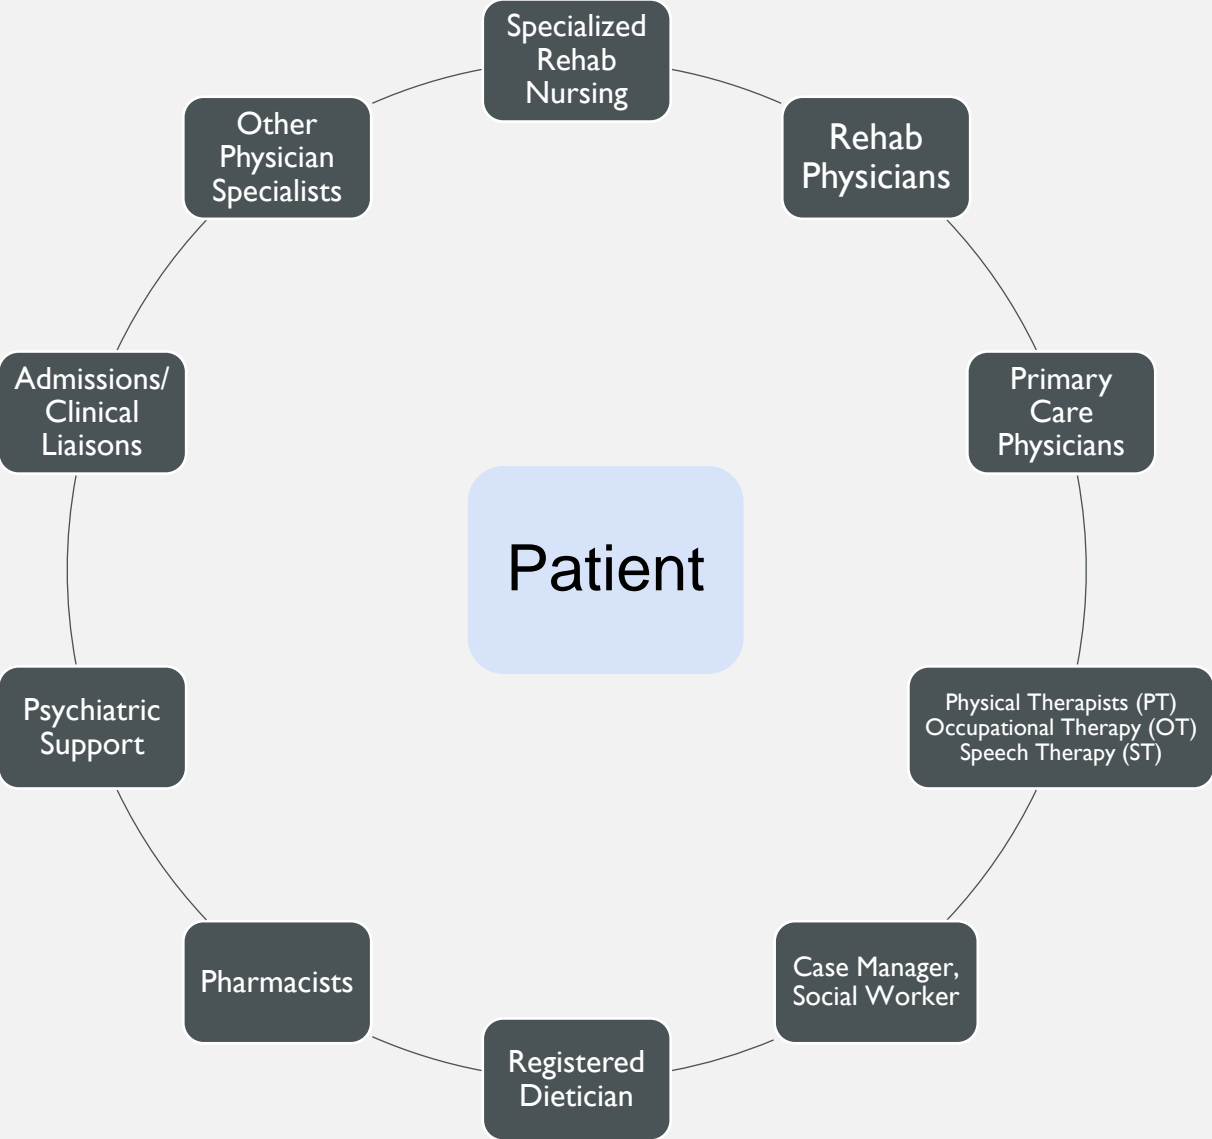 Specialized
Rehab
Nursing
Rehab
Physicians
Primary
Care
Physicians
Physical Therapists (PT)
Occupational Therapy (OT)
Speech Therapy (ST)
Case Manager,
Social Worker
Registered
Dietician
Pharmacists
Psychiatric
Support
Admissions/
Clinical
Liaisons
Other
Physician
Specialists
Patient